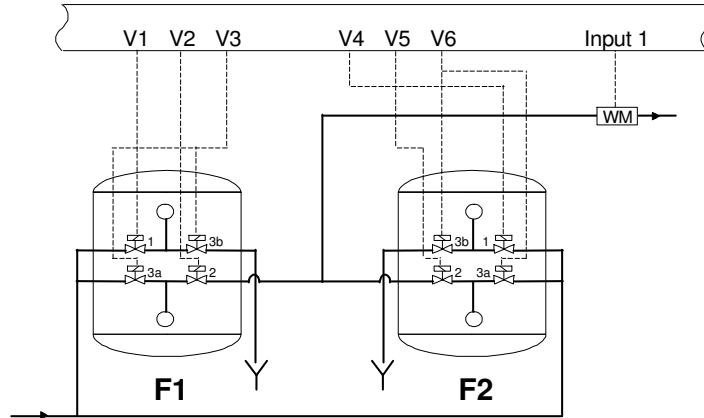 V1 V2 V3 V4 V5 V6 Input 1
WM
1 3b 3b 1
3a 2 2 3a
F1 F2